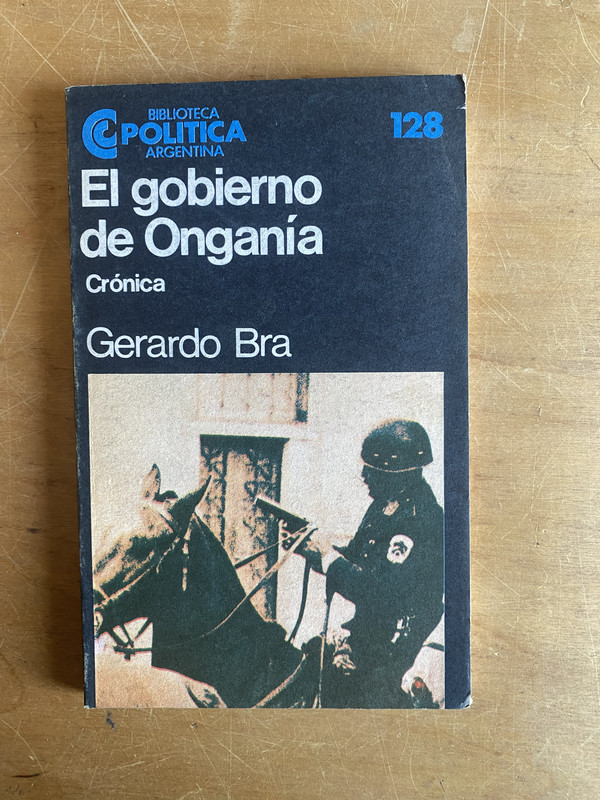 BIBLIOTECA
POLITICA
ARGENTINA
128
El gobierno
de Onganía
Crónica
Gerardo Bra